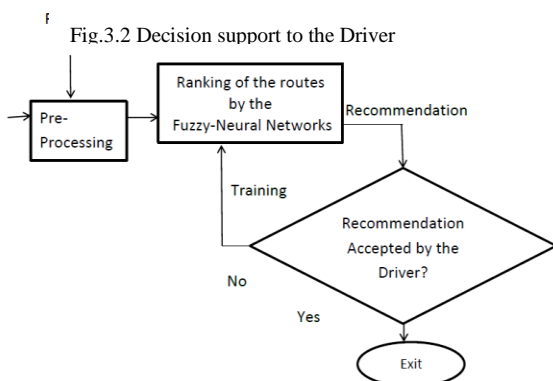 Fig.3.2 Decision support to the Driver
Ranking of the routes
by the
Fuzzy-Neural Networks
Pre-
Processing
Recommendation
Training
Recommendation
Accepted by the
Driver?
No
Yes
Exit